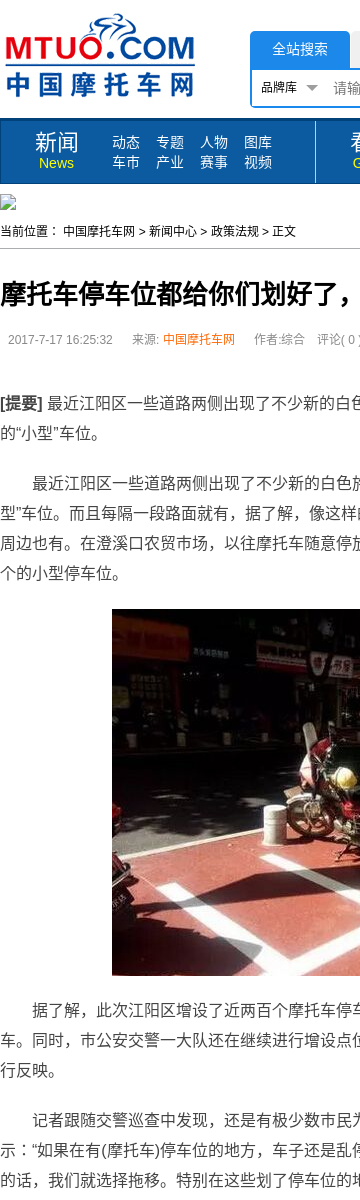 MTUO.COM
中国摩托车网
全站搜索
品牌库 请输
新闻 动态 专题 人物 图库
News 车市 产业 赛事 视频
当前位置： 中国摩托车网 > 新闻中心 > 政策法规 > 正文
摩托车停车位都给你们划好了，
2017-7-17 16:25:32 来源: 中国摩托车网 作者:综合 评论( 0 )
[提要] 最近江阳区一些道路两侧出现了不少新的白色
的“小型”车位。
最近江阳区一些道路两侧出现了不少新的白色
型”车位。而且每隔一段路面就有，据了解，像这样
周边也有。在澄溪口农贸市场，以往摩托车随意停放
个的小型停车位。
据了解，此次江阳区增设了近两百个摩托车停车
车。同时，市公安交警一大队还在继续进行增设点位
行反映。
记者跟随交警巡查中发现，还是有极少数市民为
示：“如果在有(摩托车)停车位的地方，车子还是乱停
的话，我们就选择拖移。特别在这些划了停车位的地